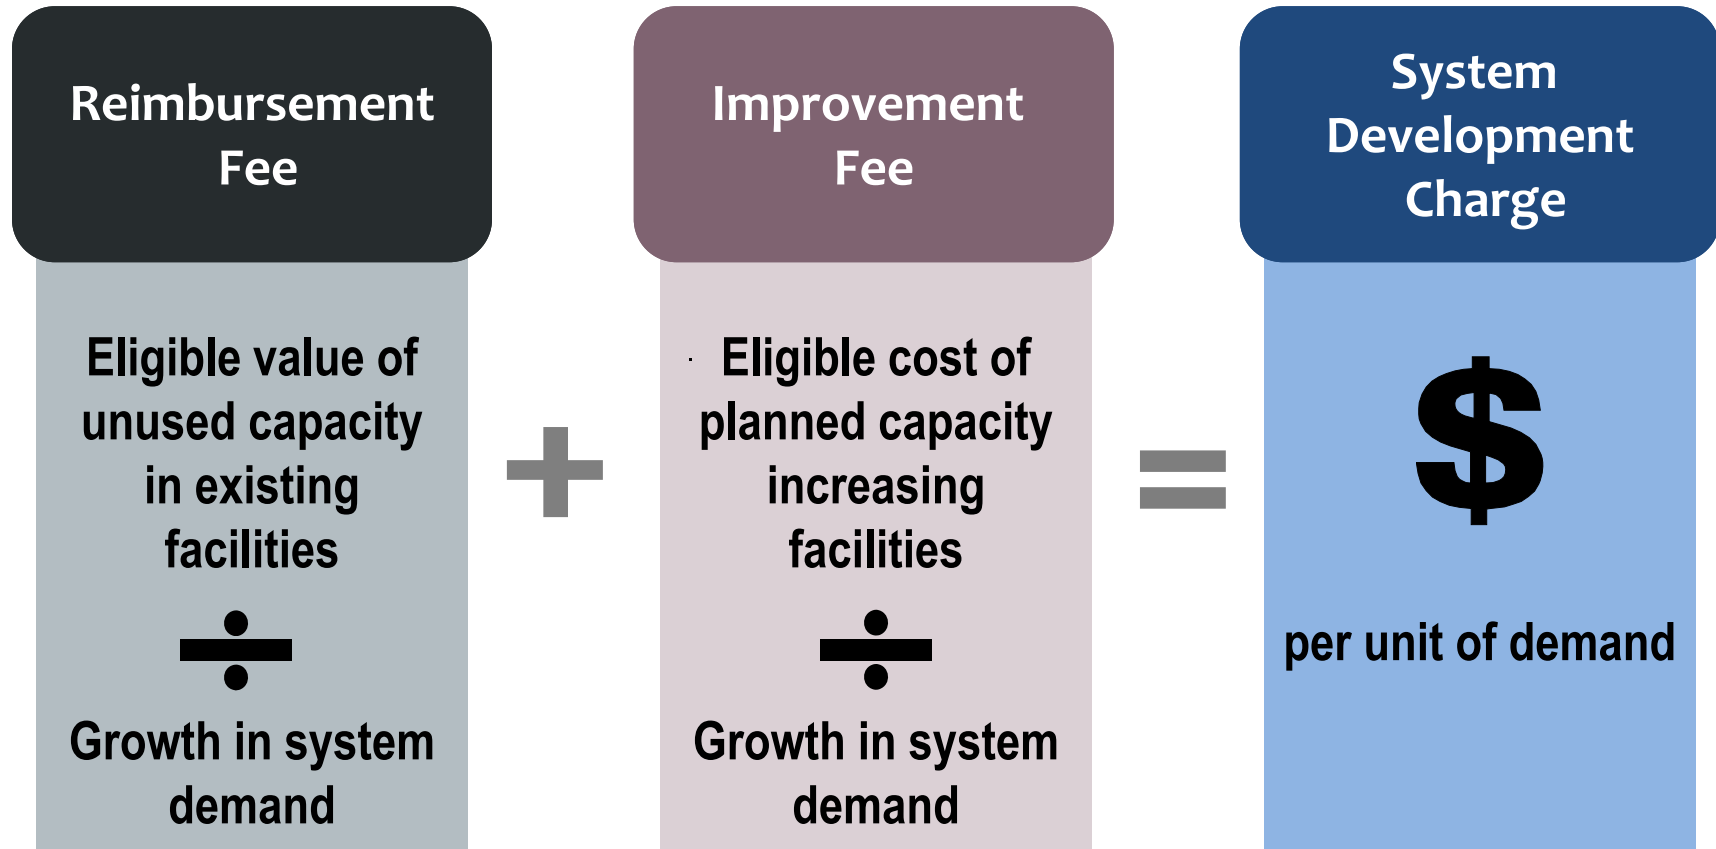 Reimbursement
Fee
Eligible value of
unused capacity
in existing
facilities
÷
Growth in system
demand
+
Improvement
Fee
Eligible cost of
planned capacity
increasing
facilities
÷
Growth in system
demand
=
System
Development
Charge
$
per unit of demand